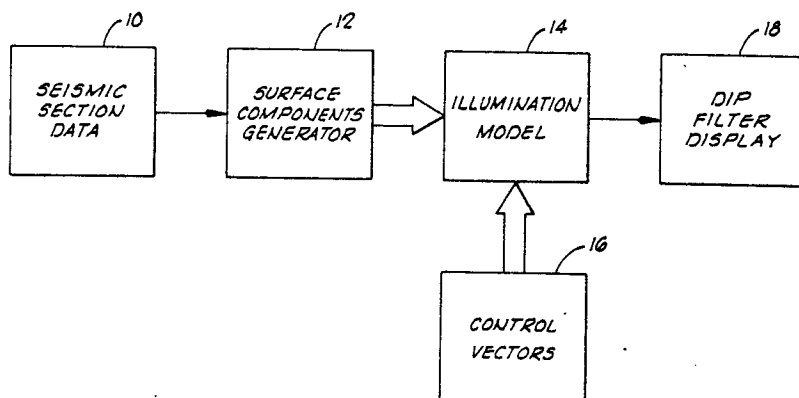 10
SEISMIC
SECTION
DATA
12
SURFACE
COMPONENTS
GENERATOR
14
ILLUMINATION
MODEL
18
DIP
FILTER
DISPLAY
16
CONTROL
VECTORS